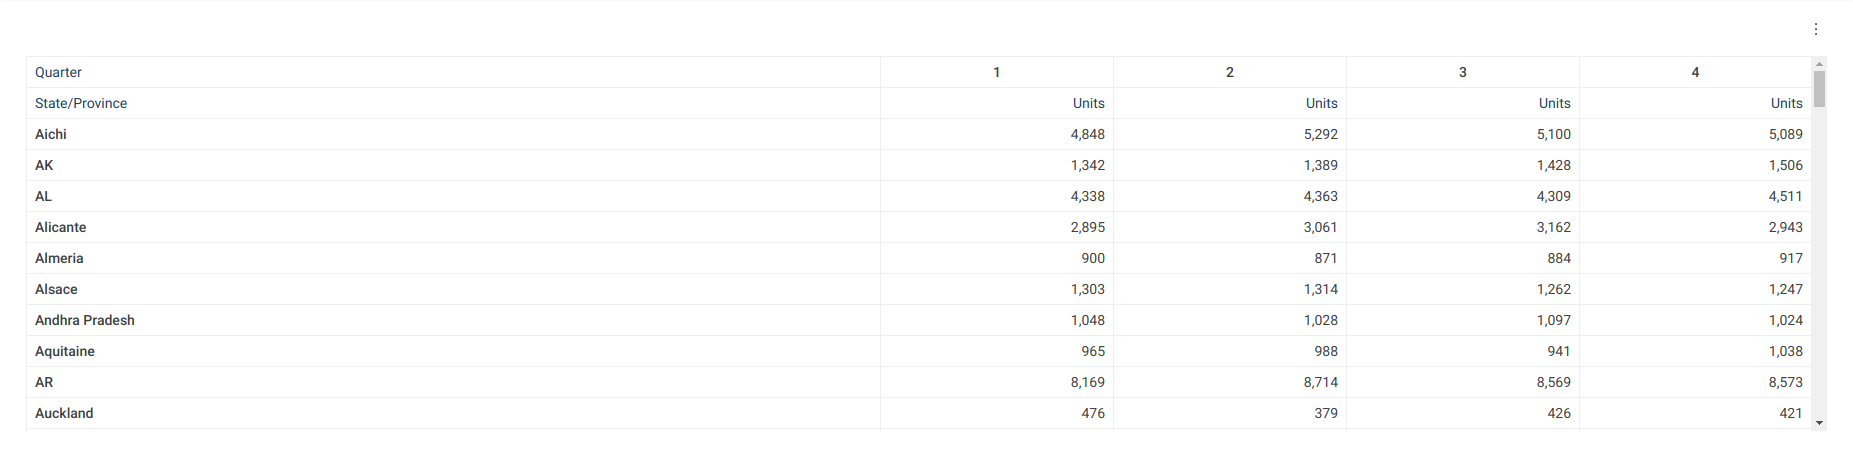 Quarter 1 2 3 4
State/Province Units Units Units Units
Aichi 4,848 5,292 5,100 5,089
AK 1,342 1,389 1,428 1,506
AL 4,338 4,363 4,309 4,511
Alicante 2,895 3,061 3,162 2,943
Almeria 900 871 884 917
Alsace 1,303 1,314 1,262 1,247
Andhra Pradesh 1,048 1,028 1,097 1,024
Aquitaine 965 988 941 1,038
AR 8,169 8,714 8,569 8,573
Auckland 476 379 426 421